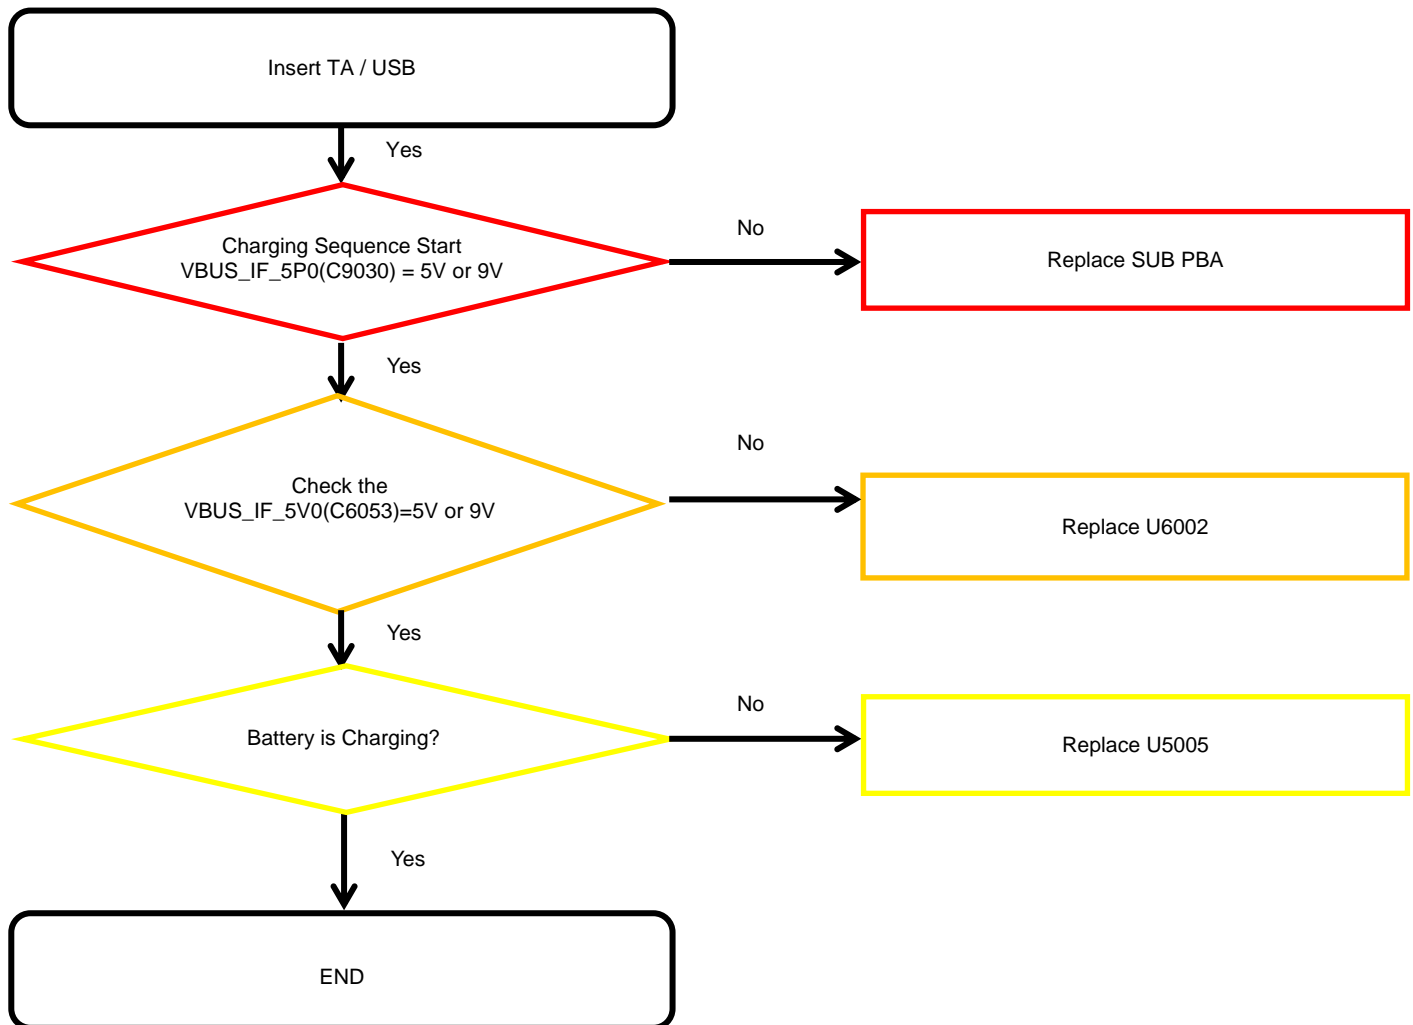 Insert TA / USB
Yes
Charging Sequence Start
VBUS_IF_5P0(C9030) = 5V or 9V
No
Replace SUB PBA
Yes
Check the
VBUS_IF_5V0(C6053)=5V or 9V
No
Replace U6002
Yes
Battery is Charging?
No
Replace U5005
Yes
END